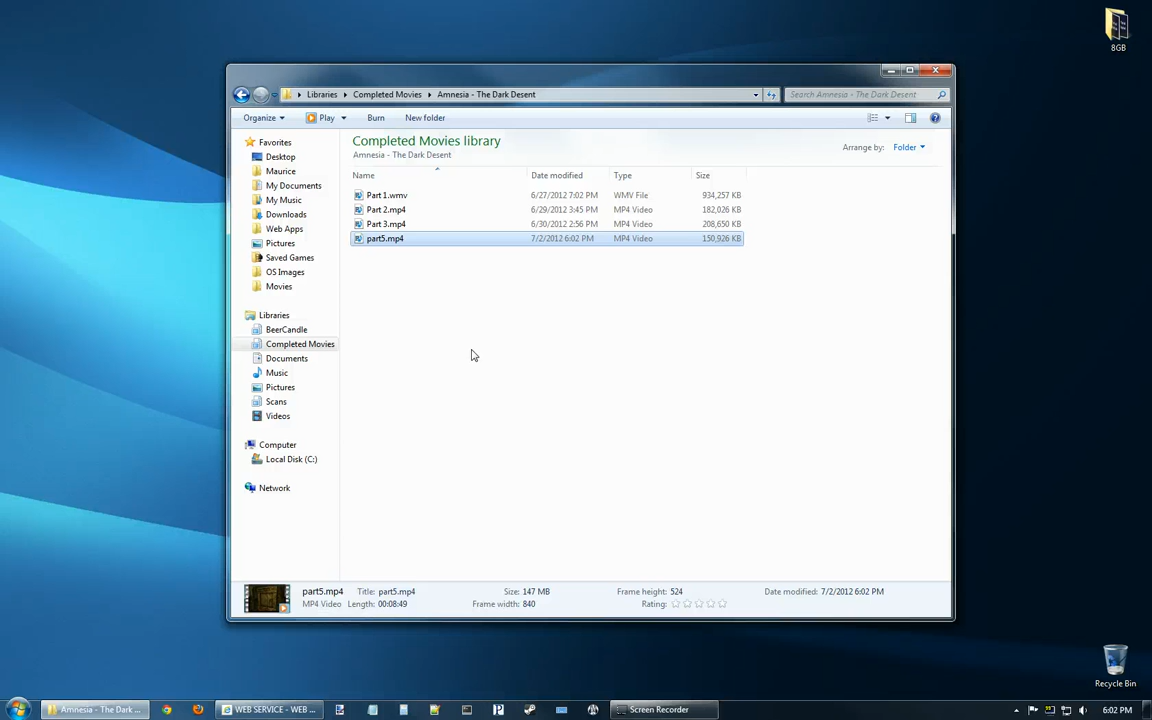 8GB
Libraries Completed Movies Amnesia - The Dark Desent
Search Amnesia - The Dark Desent
Organize Play Burn New folder
Completed Movies library
Amnesia - The Dark Desent
Arrange by: Folder
Name Date modified Type Size
Part 1.wmv 6/27/2012 7:02 PM WMV File 934,257 KB
Part 2.mp4 6/29/2012 3:45 PM MP4 Video 182,026 KB
Part 3.mp4 6/30/2012 2:56 PM MP4 Video 208,650 KB
part5.mp4 7/2/2012 6:02 PM MP4 Video 150,926 KB
Favorites
Desktop
Maurice
My Documents
My Music
Downloads
Web Apps
Pictures
Saved Games
OS Images
Movies
Libraries
BeerCandle
Completed Movies
Documents
Music
Pictures
Scans
Videos
Computer
Local Disk (C:)
Network
part5.mp4 Title: part5.mp4 Size: 147 MB Frame height: 524 Date modified: 7/2/2012 6:02 PM
MP4 Video Length: 00:08:49 Frame width: 840 Rating:
Recycle Bin
Amnesia - The Dark ... WEB SERVICE - WEB ... Screen Recorder 6:02 PM